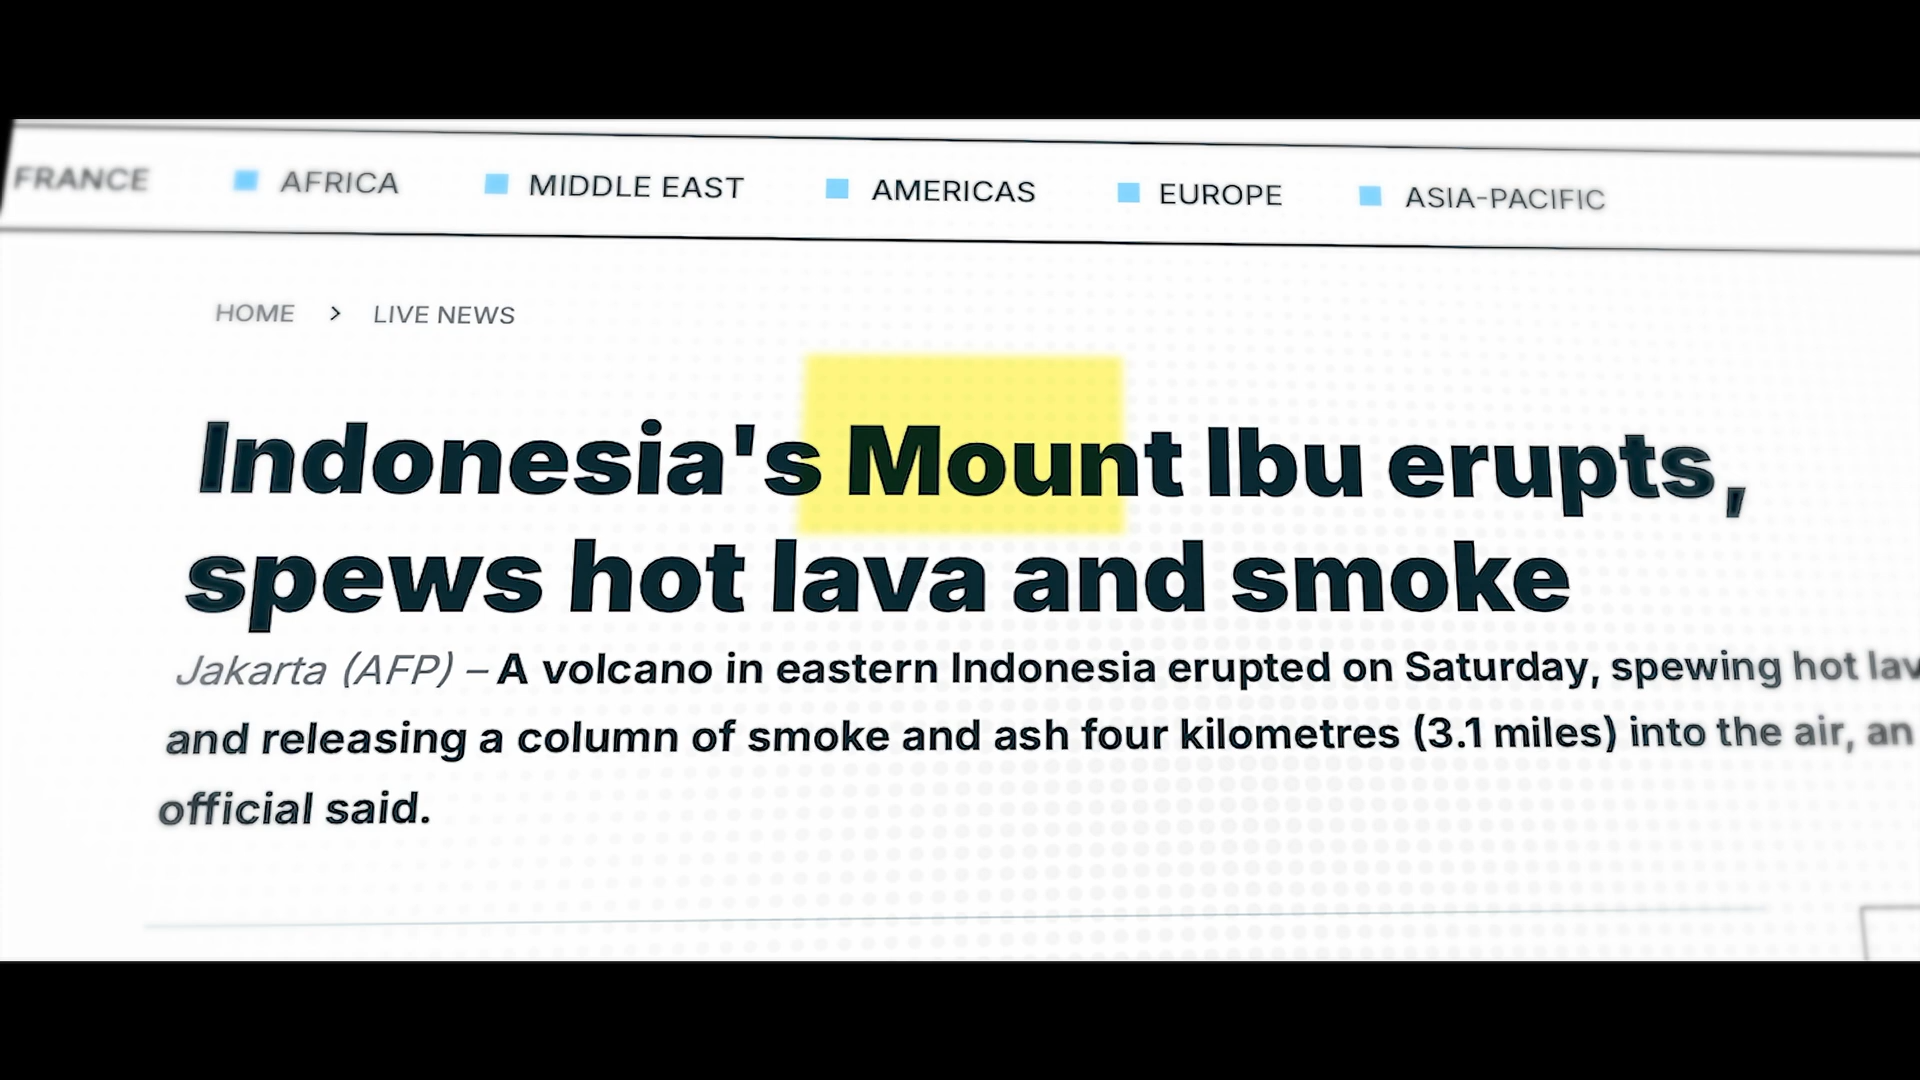 FRANCE AFRICA MIDDLE EAST AMERICAS EUROPE ASIA-PACIFIC
HOME > LIVE NEWS
Indonesia's Mount Ibu erupts,
spews hot lava and smoke
Jakarta (AFP) – A volcano in eastern Indonesia erupted on Saturday, spewing hot lav
and releasing a column of smoke and ash four kilometres (3.1 miles) into the air, an
official said.